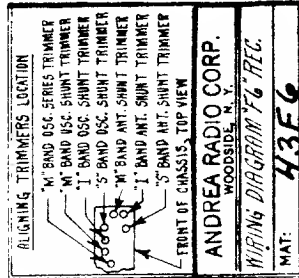 ALIGNING TRIMMERS LOCATION
"M" BAND OSC. SERIES TRIMMER
"M" BAND OSC. SHUNT TRIMMER
"I" BAND OSC. SHUNT TRIMMER
"S" BAND OSC. SHUNT TRIMMER
"M" BAND ANT. SHUNT TRIMMER
"I" BAND ANT. SHUNT TRIMMER
"S" BAND ANT. SHUNT TRIMMER
FRONT OF CHASSIS, TOP VIEW
ANDREA RADIO CORP.
WOODSIDE, N. Y.
WIRING DIAGRAM "F6" REC.
MAT: 43F6